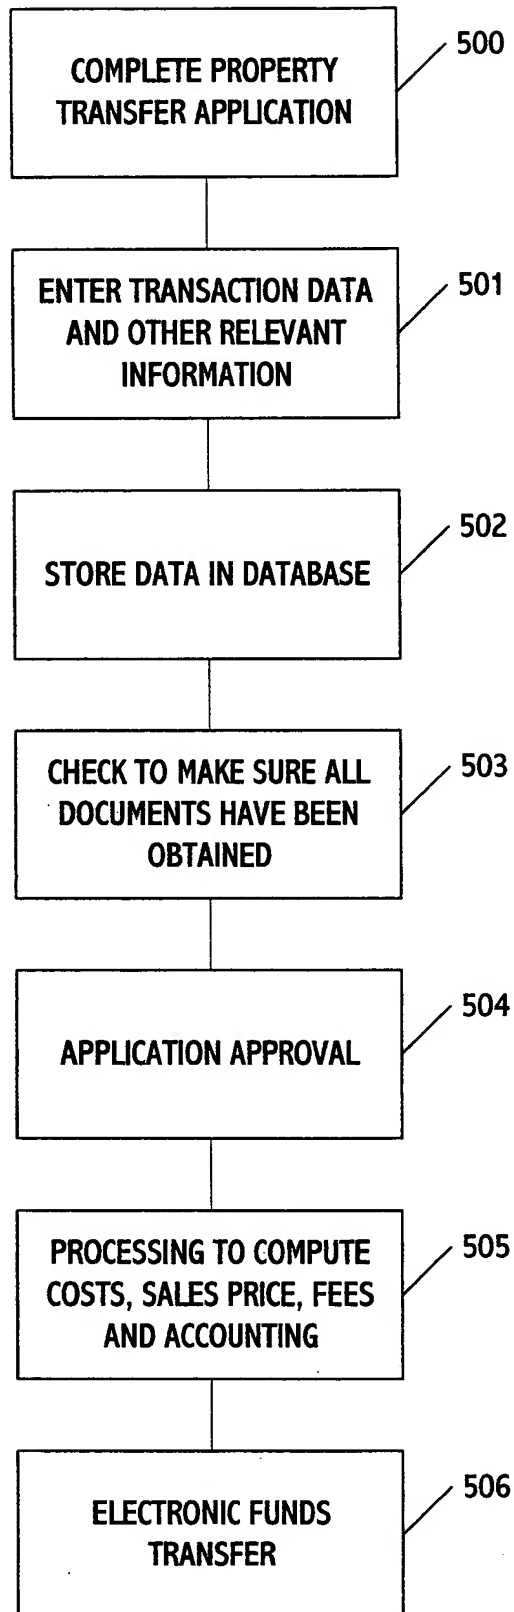 COMPLETE PROPERTY
TRANSFER APPLICATION
500
ENTER TRANSACTION DATA
AND OTHER RELEVANT
INFORMATION
501
STORE DATA IN DATABASE
502
CHECK TO MAKE SURE ALL
DOCUMENTS HAVE BEEN
OBTAINED
503
APPLICATION APPROVAL
504
PROCESSING TO COMPUTE
COSTS, SALES PRICE, FEES
AND ACCOUNTING
505
ELECTRONIC FUNDS
TRANSFER
506